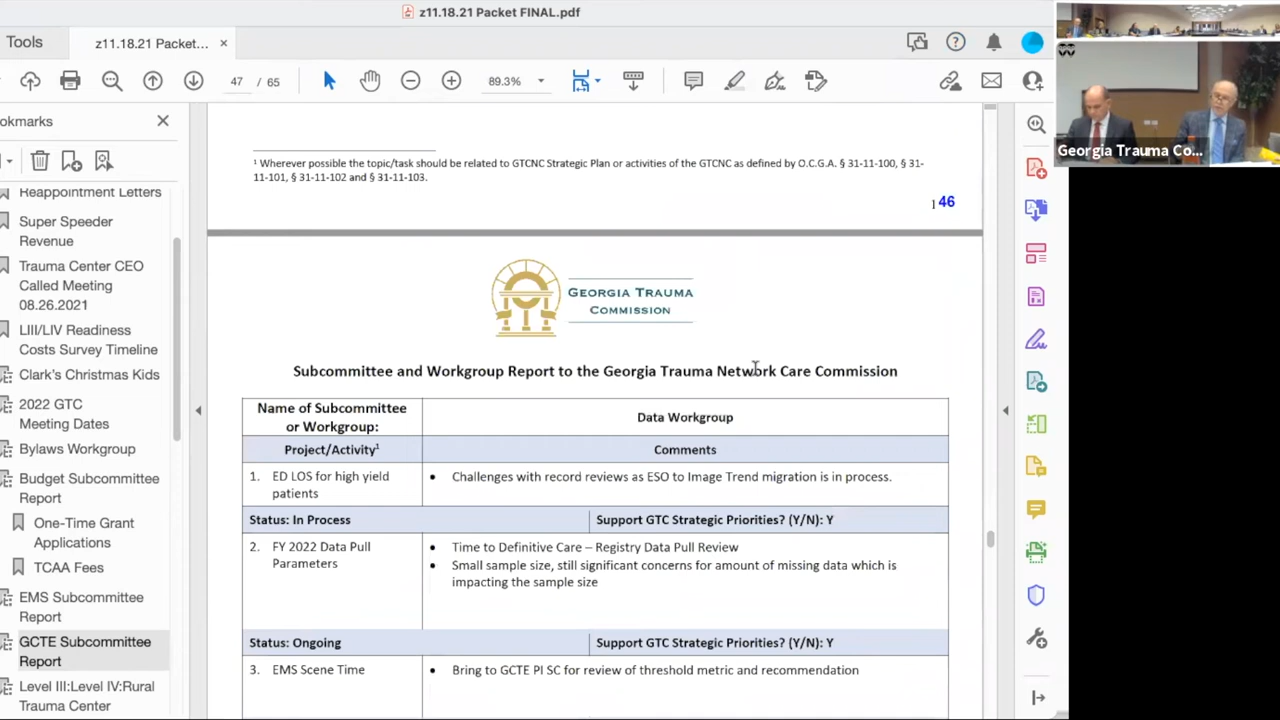 z11.18.21 Packet FINAL.pdf
Tools
z11.18.21 Packet...
47 / 65
89.3%
ookmarks
Reappointment Letters
Super Speeder
Revenue
Trauma Center CEO
Called Meeting
08.26.2021
LIII/LIV Readiness
Costs Survey Timeline
Clark's Christmas Kids
2022 GTC
Meeting Dates
Bylaws Workgroup
Budget Subcommittee
Report
One-Time Grant
Applications
TCAA Fees
EMS Subcommittee
Report
GCTE Subcommittee
Report
Level III:Level IV:Rural
Trauma Center
1 Wherever possible the topic/task should be related to GTCNC Strategic Plan or activities of the GTCNC as defined by O.C.G.A. § 31-11-100, § 31-
11-101, § 31-11-102 and § 31-11-103.
1 46
GEORGIA TRAUMA
COMMISSION
Subcommittee and Workgroup Report to the Georgia Trauma Network Care Commission
Name of Subcommittee
or Workgroup:
Data Workgroup
Project/Activity1
Comments
1. ED LOS for high yield
patients
• Challenges with record reviews as ESO to Image Trend migration is in process.
Status: In Process
Support GTC Strategic Priorities? (Y/N): Y
2. FY 2022 Data Pull
Parameters
• Time to Definitive Care – Registry Data Pull Review
• Small sample size, still significant concerns for amount of missing data which is
impacting the sample size
Status: Ongoing
Support GTC Strategic Priorities? (Y/N): Y
3. EMS Scene Time
• Bring to GCTE PI SC for review of threshold metric and recommendation
Georgia Trauma Co...